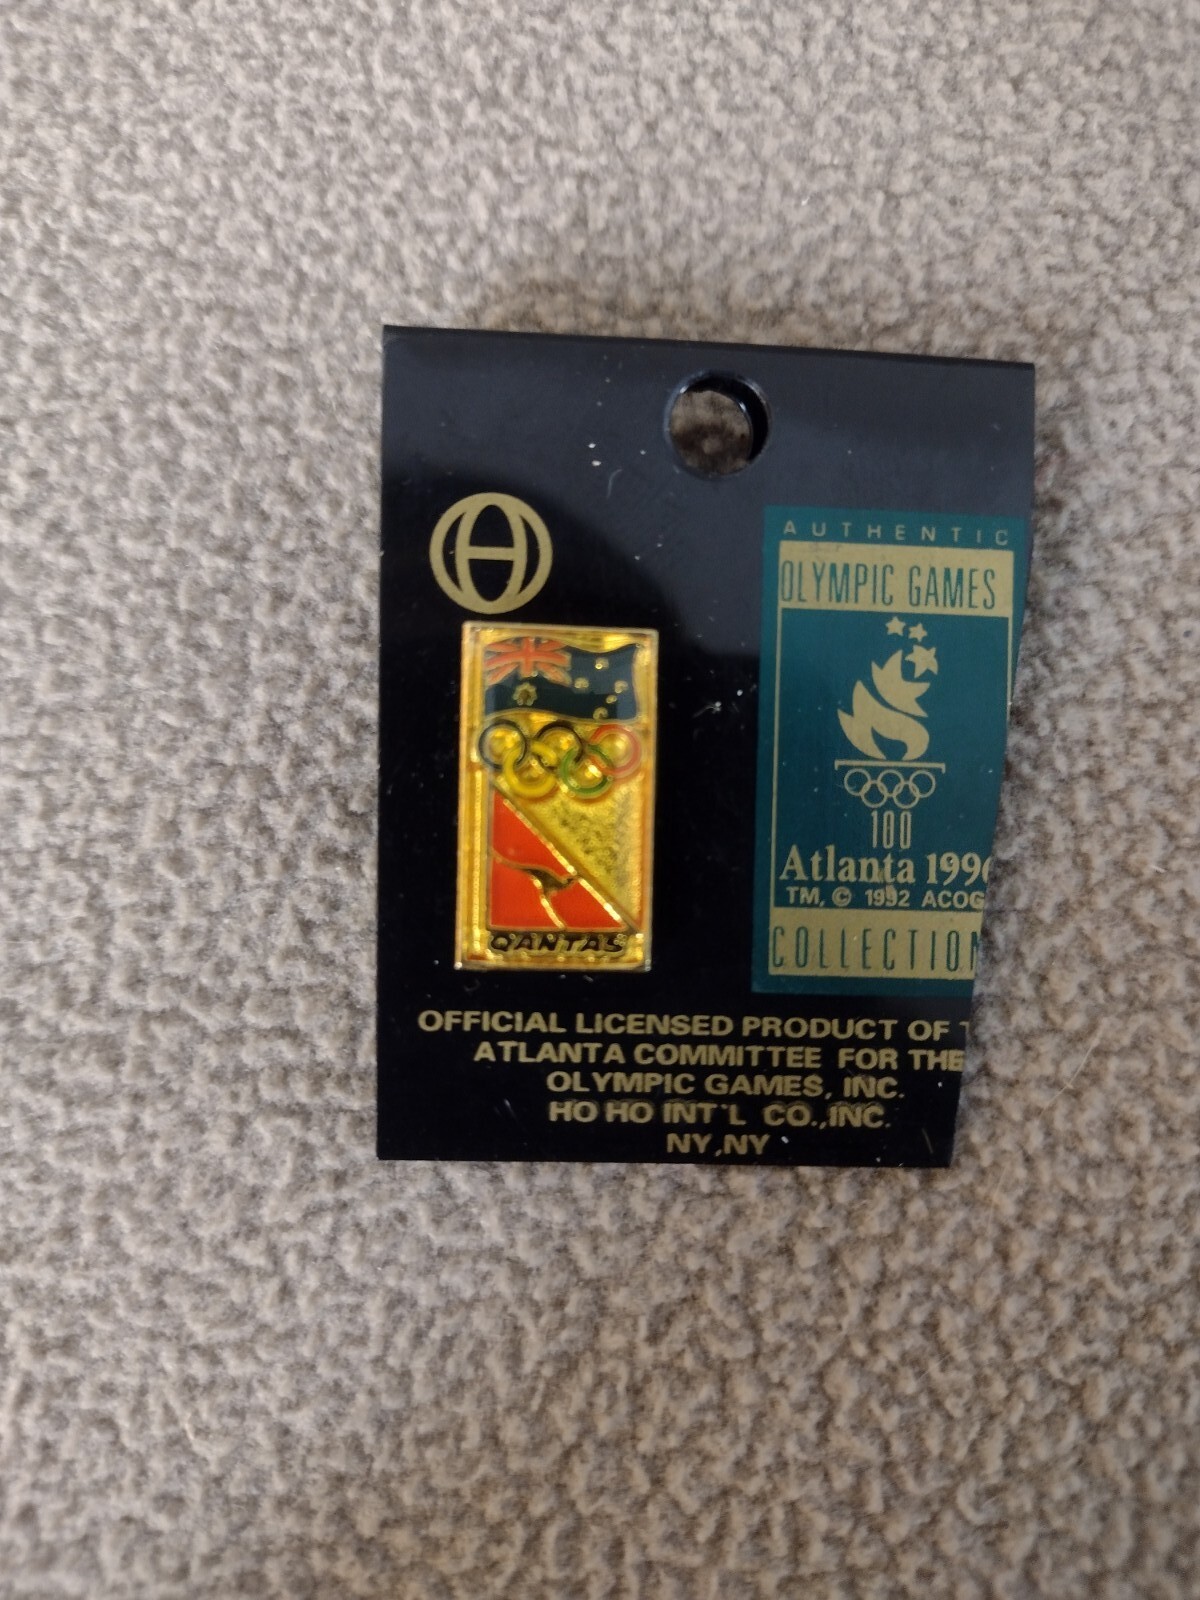 AUTHENTIC
OLYMPIC GAMES
100
Atlanta 1996
TM, © 1992 ACOG
COLLECTION
QANTAS
OFFICIAL LICENSED PRODUCT OF T
ATLANTA COMMITTEE FOR THE
OLYMPIC GAMES, INC.
HO HO INT'L CO.,INC.
NY,NY